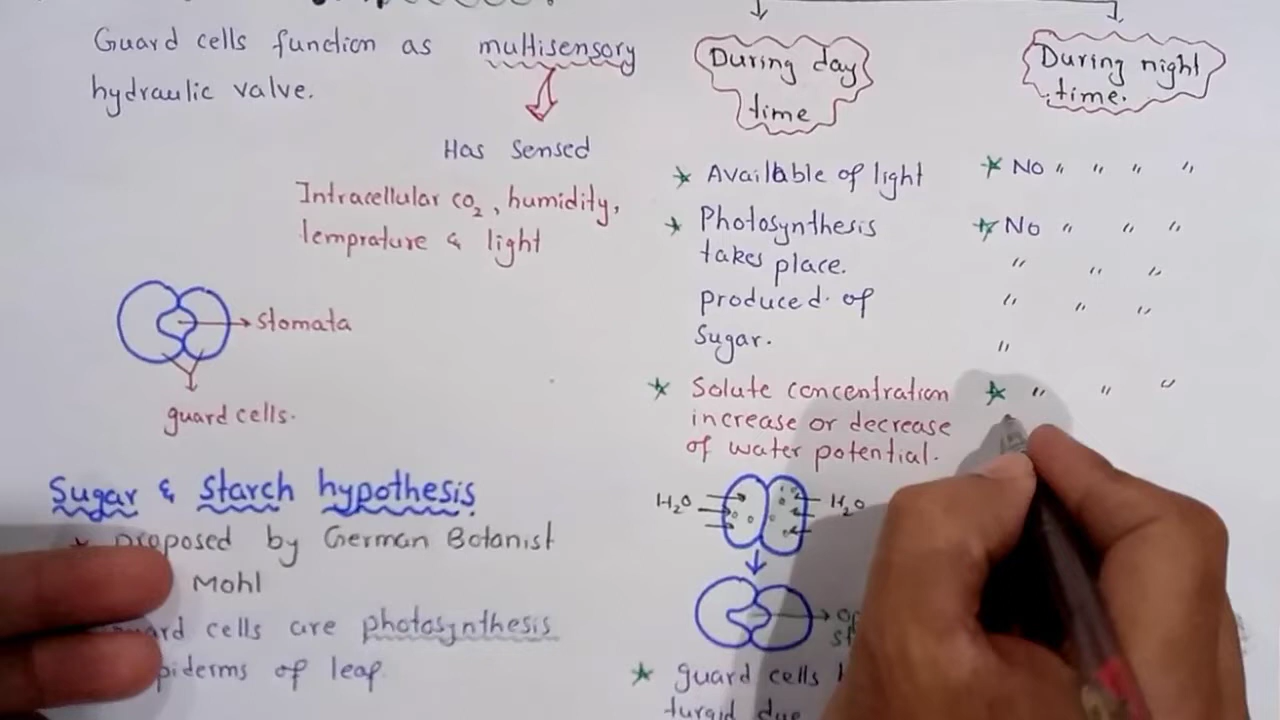 Guard cells function as multisensory
hydraulic valve.
Has sensed
Intracellular co2, humidity,
Temprature & light
stomata
guard cells.
Sugar & Starch hypothesis
proposed by German Botanist
Mohl
guard cells are photosynthesis
epiderms of leaf
During day
time
Available of light
Photosynthesis
takes place.
produced of
Sugar.
Solute concentration
increase or decrease
of water potential.
H2O
H2O
guard cells
turgid due
During night
time.
No " " " "
No " " "
" " "
" " "
"
" " "